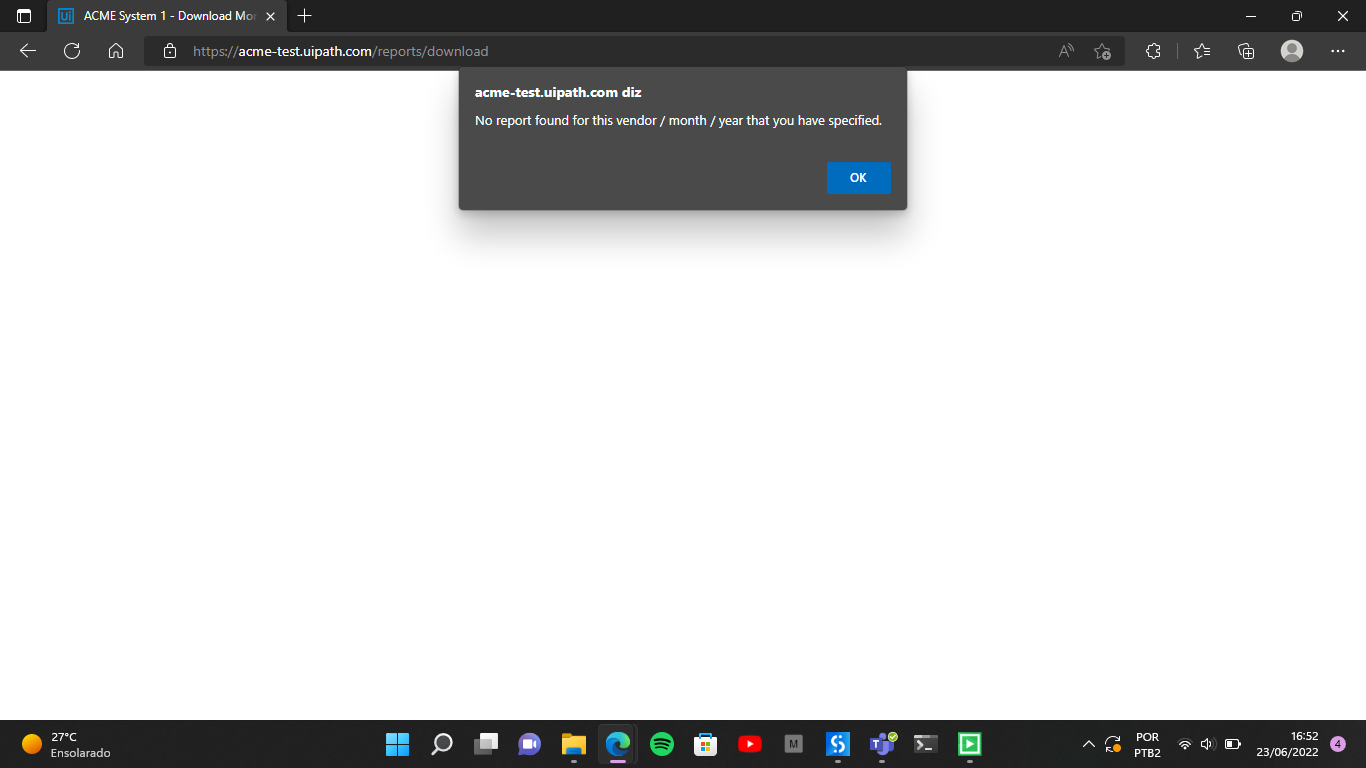 Ui
ACME System 1 - Download Mor
https://acme-test.uipath.com/reports/download
acme-test.uipath.com diz
No report found for this vendor / month / year that you have specified.
OK
27°C
Ensolarado
M
T
POR
PTB2
16:52
23/06/2022
4